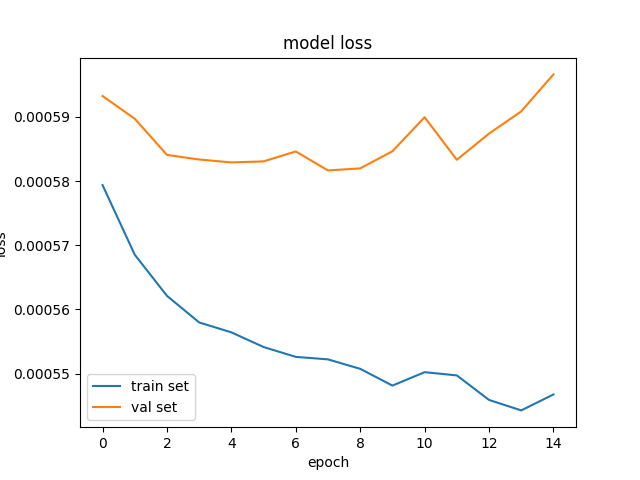 model loss
0.00059
0.00058
0.00057
0.00056
0.00055
loss
train set
val set
0 2 4 6 8 10 12 14
epoch